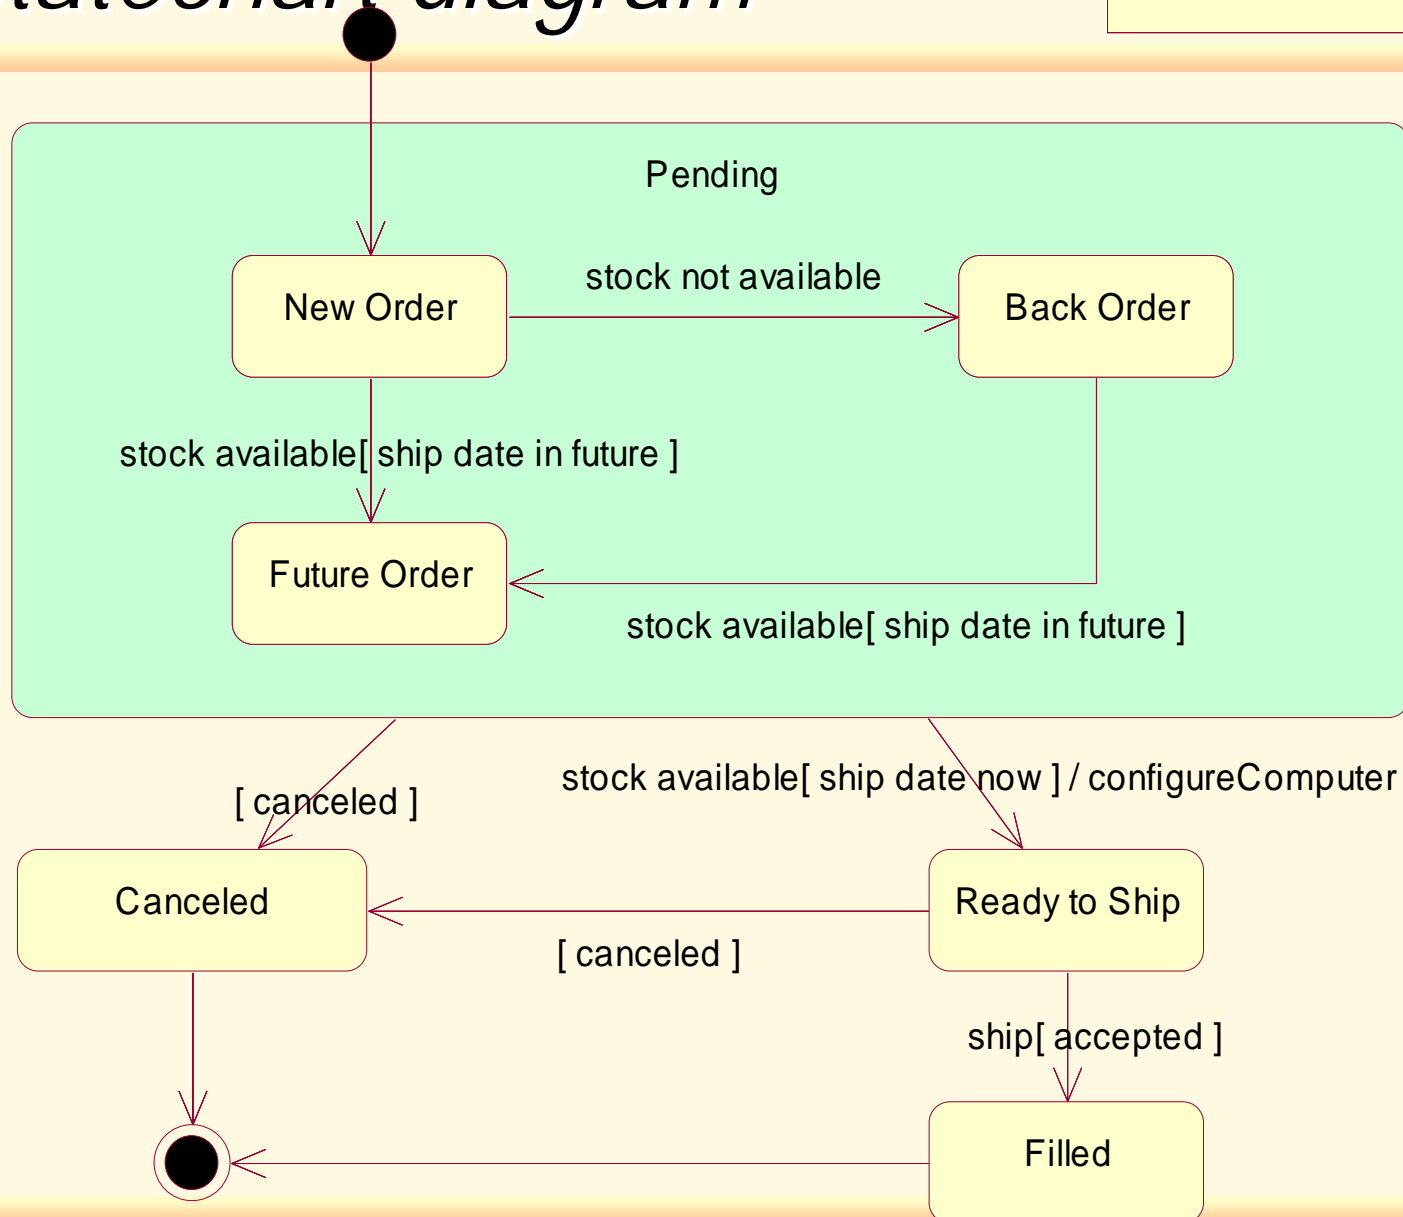 diagram
Pending
New Order
stock not available
Back Order
stock available[ ship date in future ]
Future Order
stock available[ ship date in future ]
stock available[ ship date now ] / configureComputer
[ canceled ]
Canceled
Ready to Ship
[ canceled ]
ship[ accepted ]
Filled